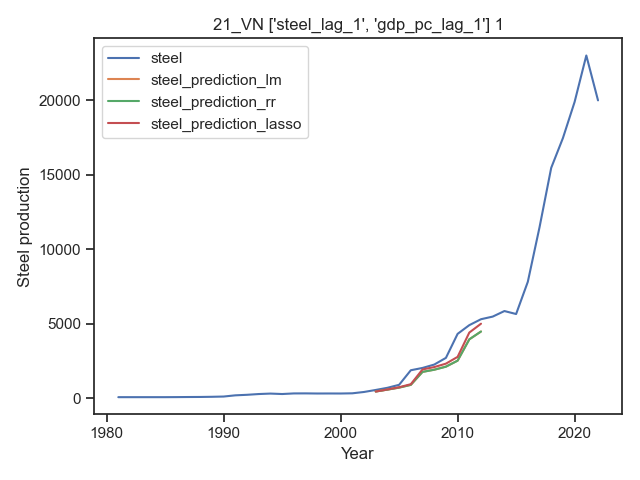 21_VN ['steel_lag_1', 'gdp_pc_lag_1'] 1
steel
steel_prediction_lm
steel_prediction_rr
steel_prediction_lasso
20000
15000
10000
5000
0
Steel production
1980
1990
2000
2010
2020
Year